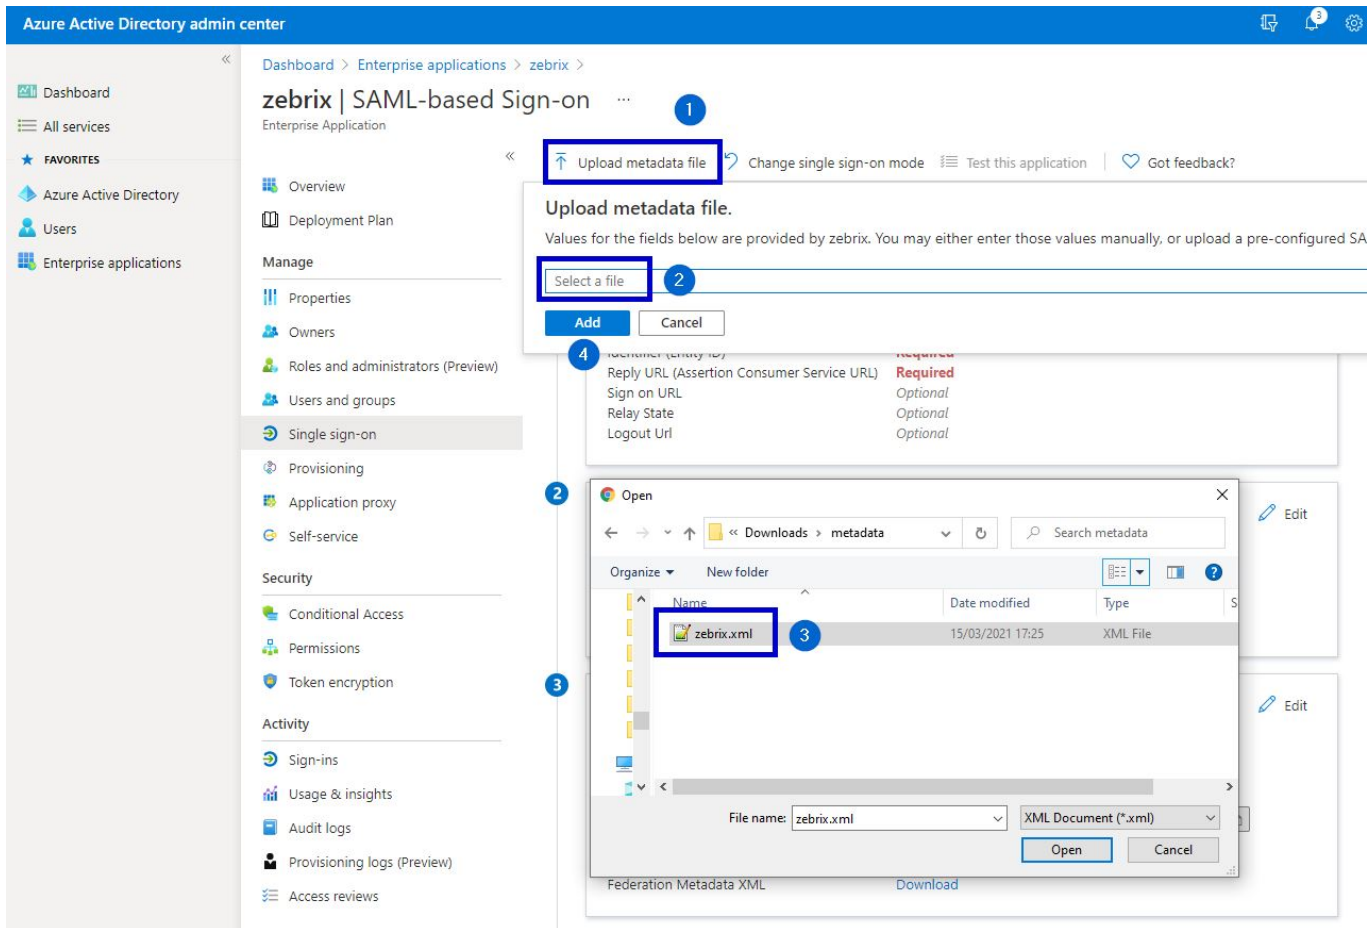 Azure Active Directory admin center
3
«
Dashboard
All services
FAVORITES
Azure Active Directory
Users
Enterprise applications
Dashboard > Enterprise applications > zebrix >
zebrix | SAML-based Sign-on ...
Enterprise Application
«
Overview
Deployment Plan
Manage
Properties
Owners
Roles and administrators (Preview)
Users and groups
Single sign-on
Provisioning
Application proxy
Self-service
Security
Conditional Access
Permissions
Token encryption
Activity
Sign-ins
Usage & insights
Audit logs
Provisioning logs (Preview)
Access reviews
1
Upload metadata file Change single sign-on mode Test this application Got feedback?
Upload metadata file.
Values for the fields below are provided by zebrix. You may either enter those values manually, or upload a pre-configured SA
Select a file 2
Add Cancel
4
Identifier (Entity ID) Required
Reply URL (Assertion Consumer Service URL) Required
Sign on URL Optional
Relay State Optional
Logout Url Optional
2
Edit
Open
« Downloads > metadata Search metadata
Organize New folder
Name Date modified Type S
zebrix.xml 3 15/03/2021 17:25 XML File
3
Edit
File name: zebrix.xml XML Document (*.xml)
Open Cancel
Federation Metadata XML Download